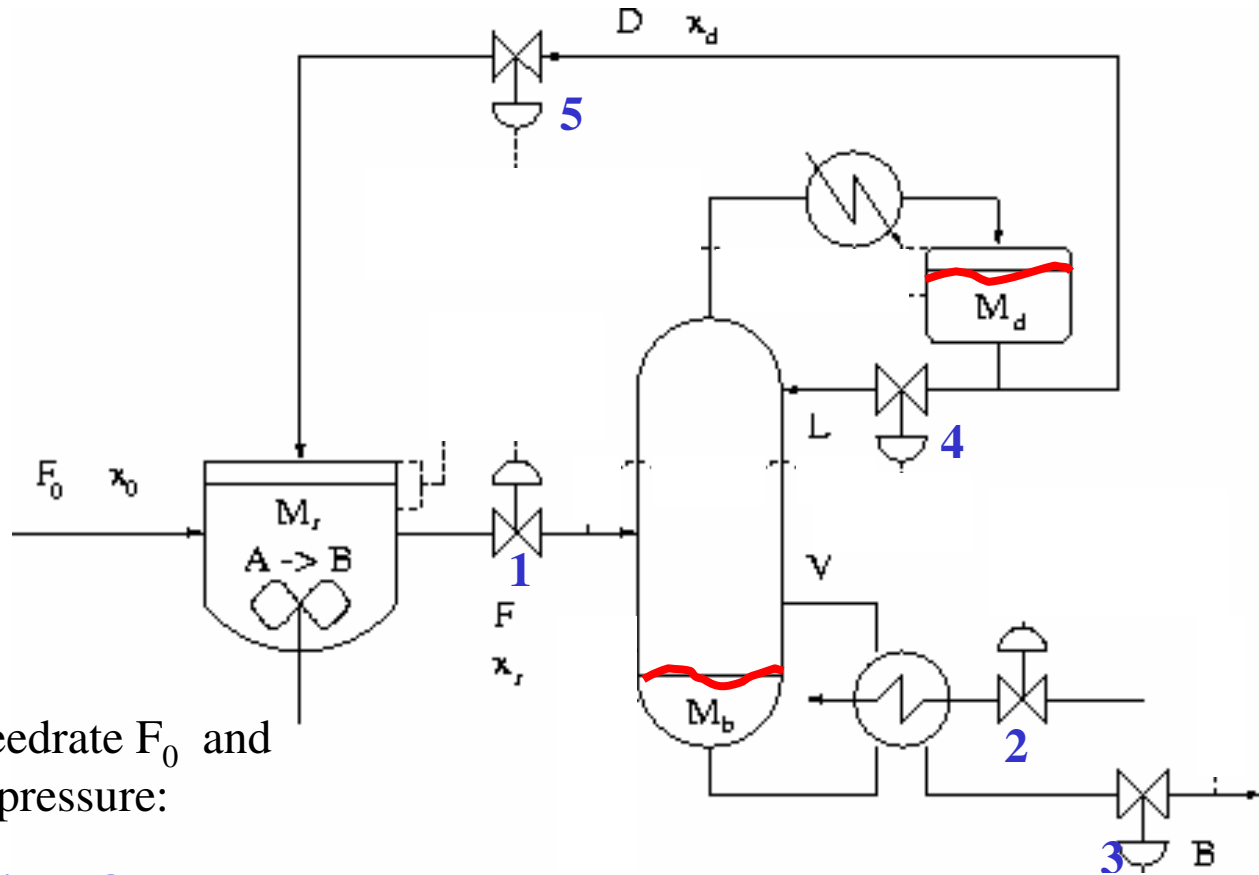 D x_d
5
M_d
L
4
F_0 x_0
M_r
A -> B
1
F
x_r
V
M_b
2
3
B
eedrate F_0 and
pressure: